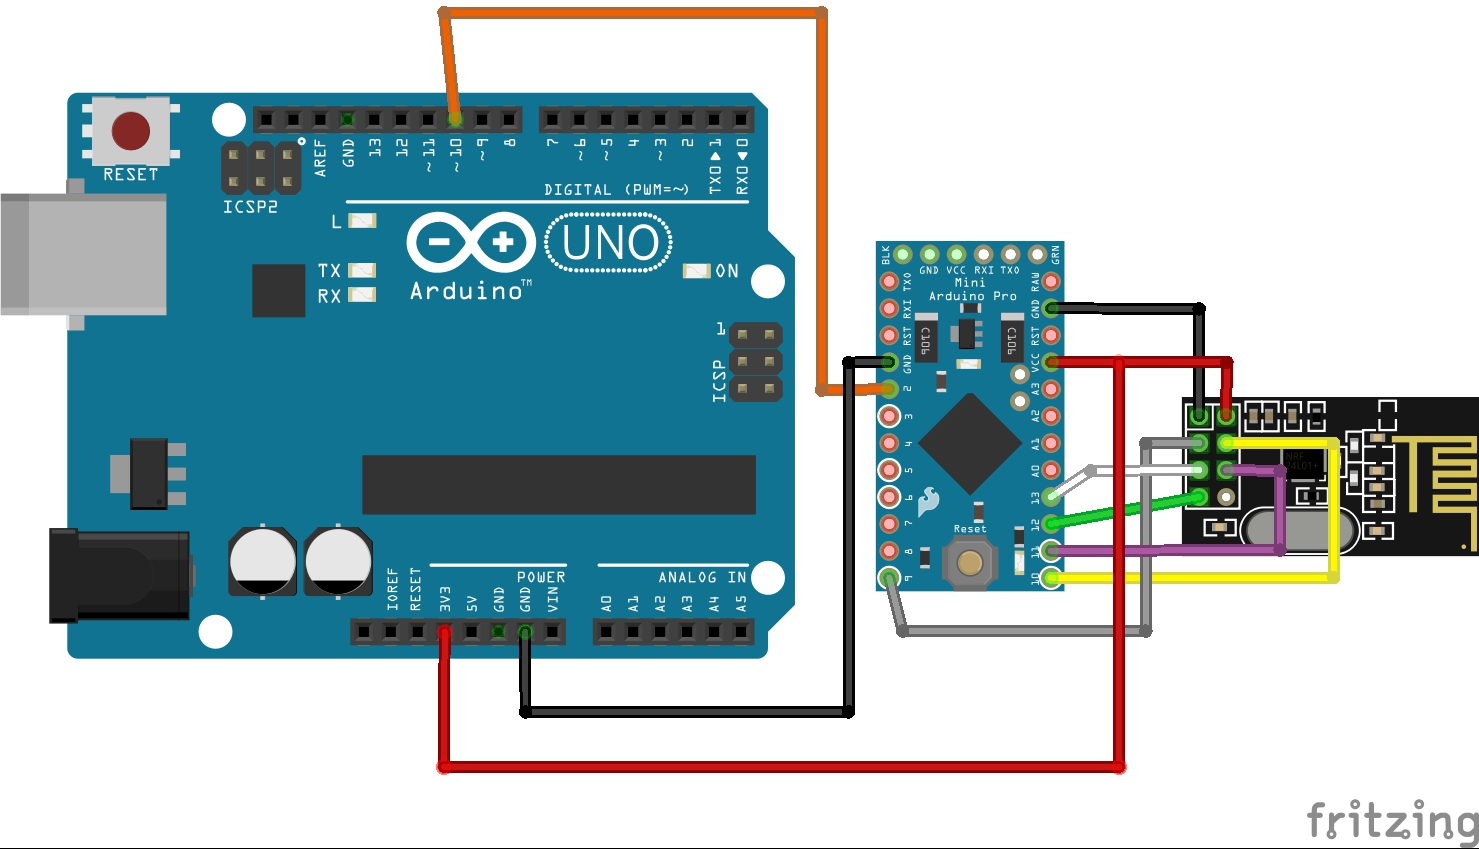 RESET
ICSP2
AREF
GND
13
12
~11
~10
~9
8
7
~6
~5
4
~3
2
TX0▶1
RX0◀0
DIGITAL (PWM=~)
L
TX
RX
UNO
ON
Arduino™
1
ICSP
IOREF
RESET
3V3
5V
GND
GND
VIN
POWER
ANALOG IN
A0
A1
A2
A3
A4
A5
BLK
GND VCC RXI TXO
GRN
Mini
Arduino Pro
TXO
RXI
RST
GND
2
3
4
5
6
7
8
9
RAW
GND
RST
VCC
A3
A2
A1
A0
13
12
11
10
Reset
NRF
24L01+
fritzing